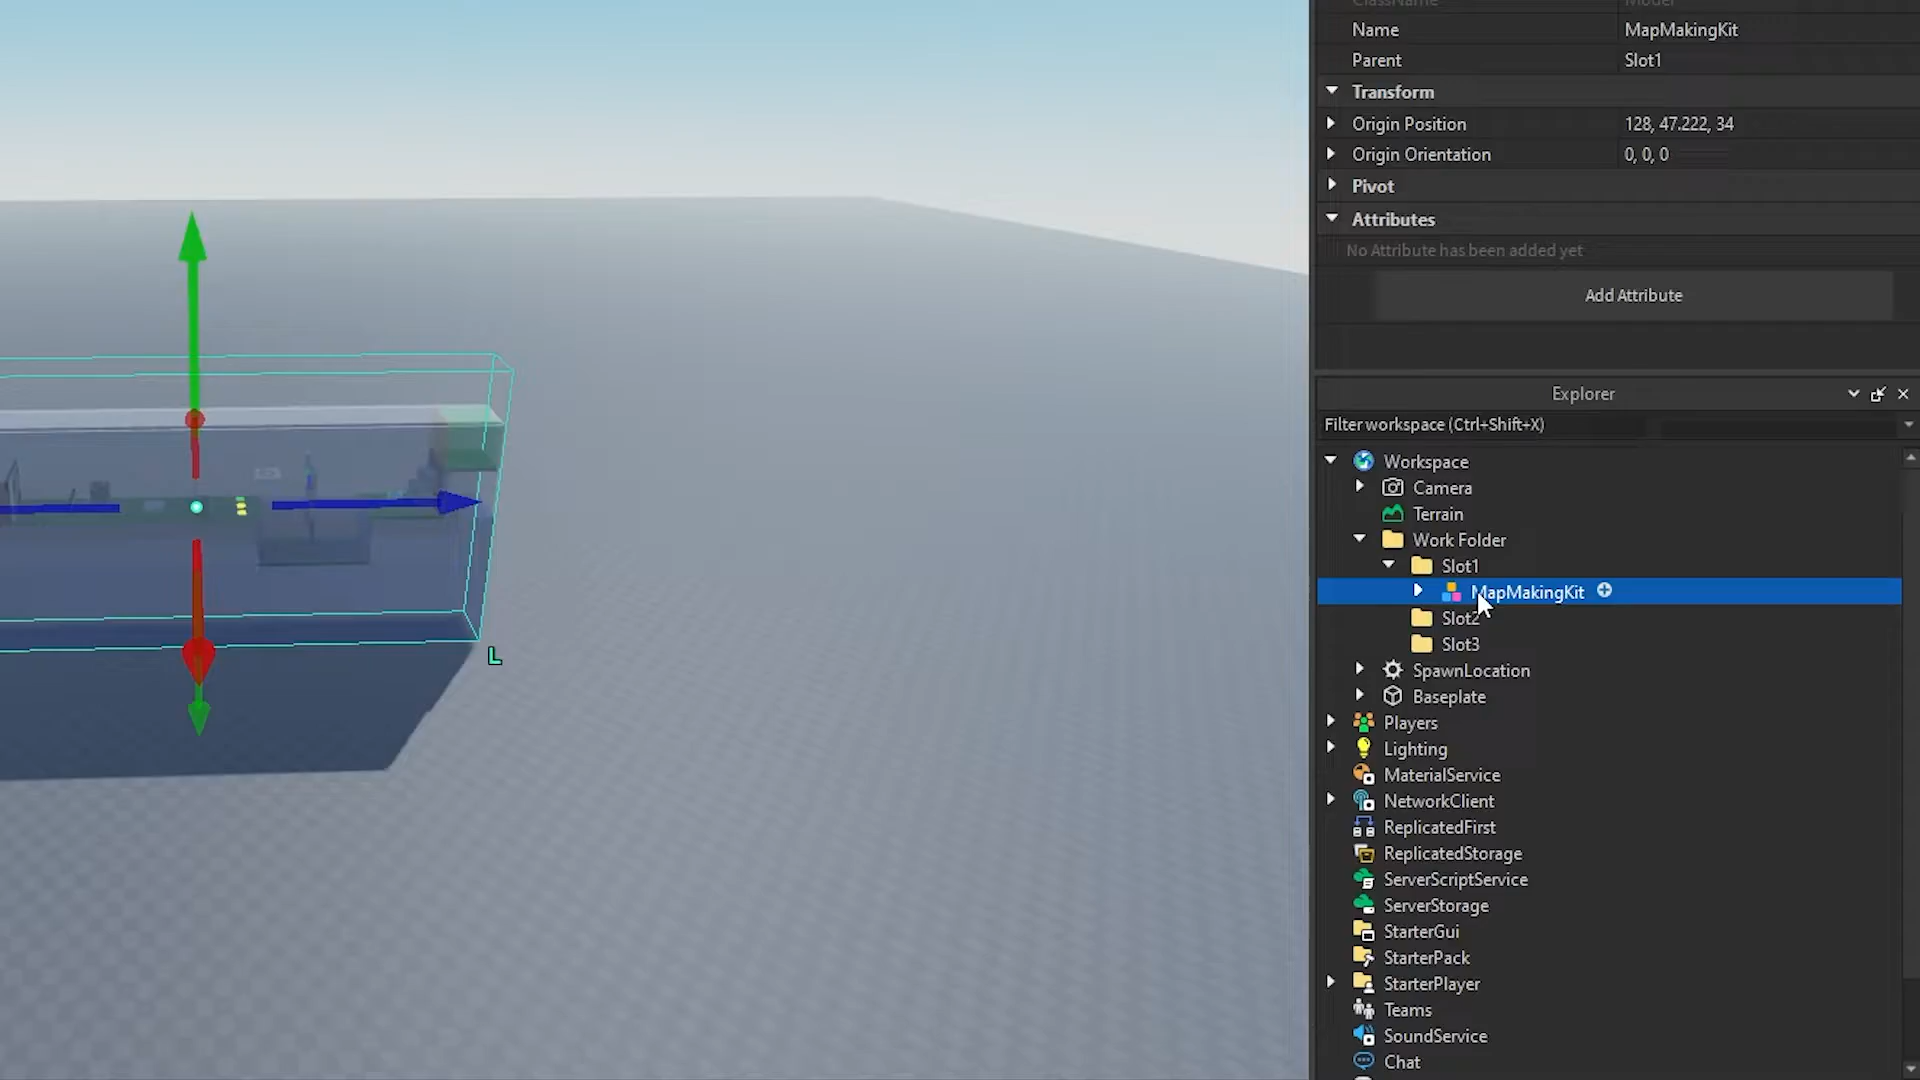 ClassName Model
Name MapMakingKit
Parent Slot1
Transform
Origin Position 128, 47.222, 34
Origin Orientation 0, 0, 0
Pivot
Attributes
No Attribute has been added yet
Add Attribute
Explorer
Filter workspace (Ctrl+Shift+X)
Workspace
Camera
Terrain
Work Folder
Slot1
MapMakingKit
Slot2
Slot3
SpawnLocation
Baseplate
Players
Lighting
MaterialService
NetworkClient
ReplicatedFirst
ReplicatedStorage
ServerScriptService
ServerStorage
StarterGui
StarterPack
StarterPlayer
Teams
SoundService
Chat
L